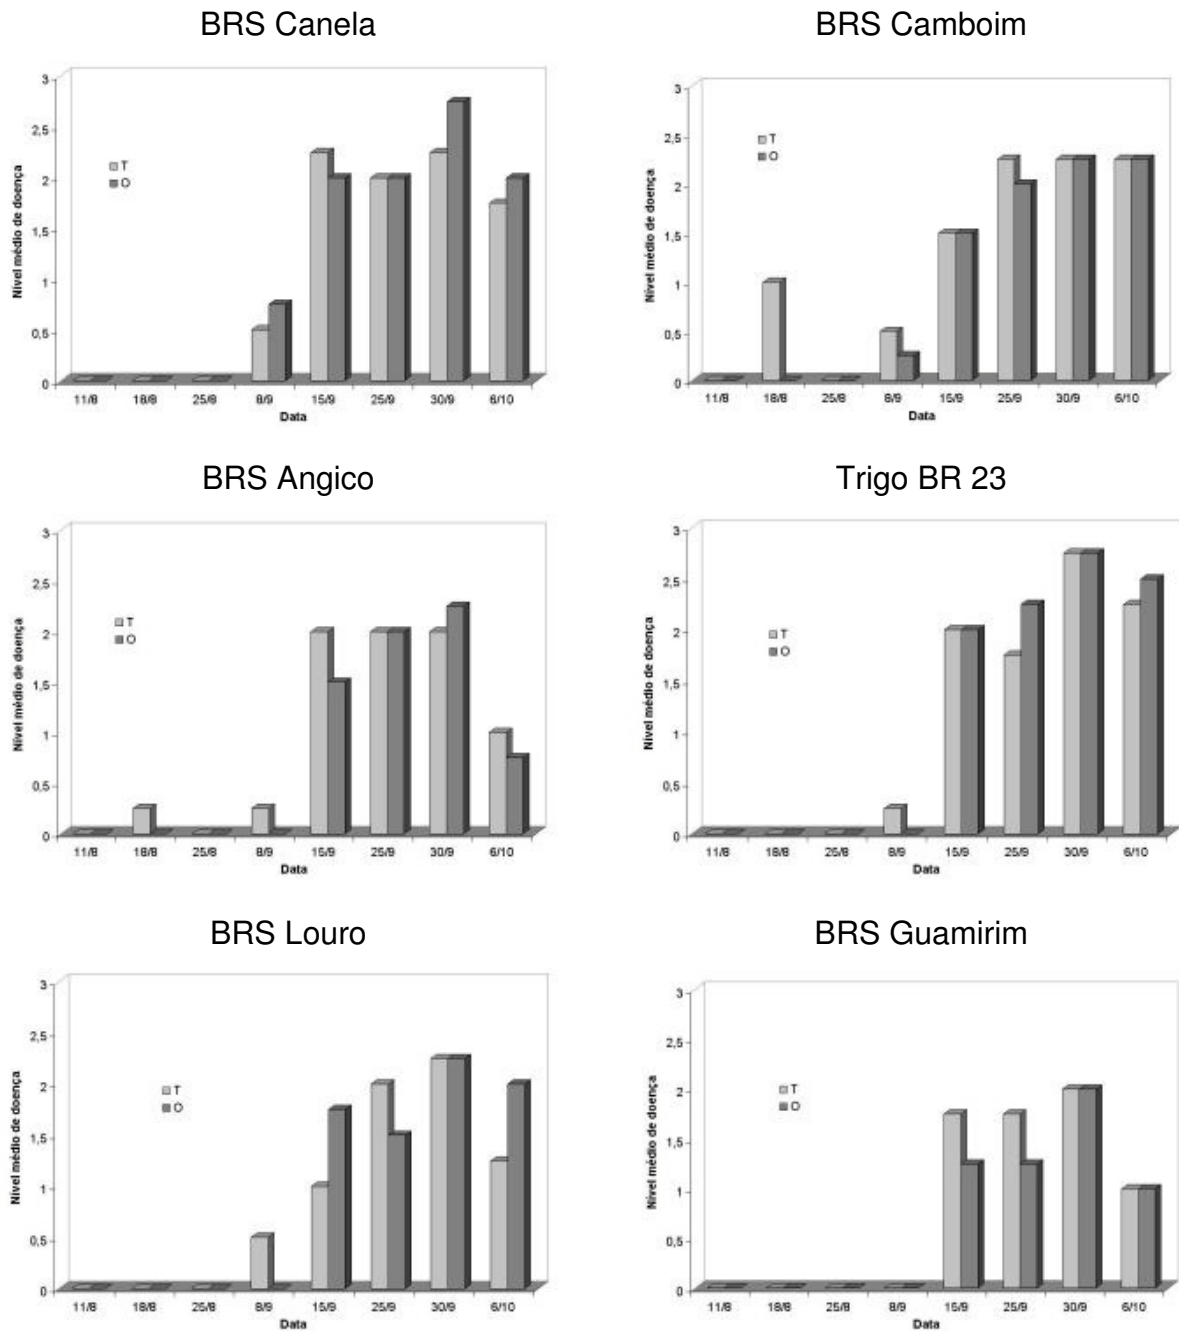 BRS Canela
3
2,5
2
1,5
1
0,5
0
Nível médio de doença
T
O
11/8 18/8 25/8 8/9 15/9 25/9 30/9 6/10
Data
BRS Camboim
3
2,5
2
1,5
1
0,5
0
Nível médio de doença
T
O
11/8 18/8 25/8 8/9 15/9 25/9 30/9 6/10
Data
BRS Angico
3
2,5
2
1,5
1
0,5
0
Nível médio de doença
T
O
11/8 18/8 25/8 8/9 15/9 25/9 30/9 6/10
Data
Trigo BR 23
3
2,5
2
1,5
1
0,5
0
Nível médio de doença
T
O
11/8 18/8 25/8 8/9 15/9 25/9 30/9 6/10
Data
BRS Louro
3
2,5
2
1,5
1
0,5
0
Nível médio de doença
T
O
11/8 18/8 25/8 8/9 15/9 25/9 30/9 6/10
Data
BRS Guamirim
3
2,5
2
1,5
1
0,5
0
Nível médio de doença
T
O
11/8 18/8 25/8 8/9 15/9 25/9 30/9 6/10
Data